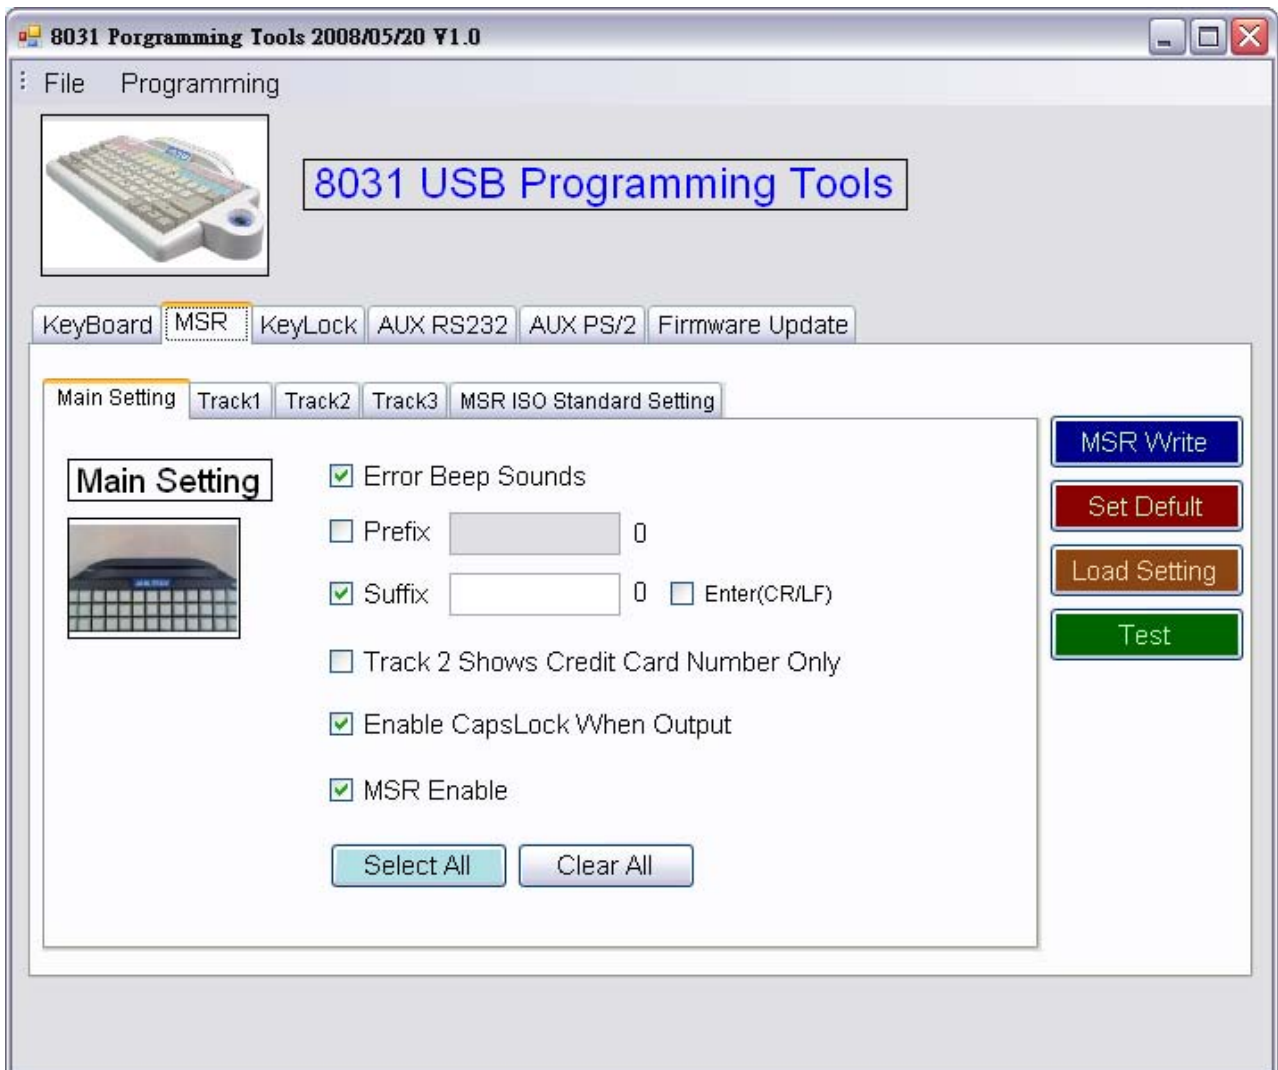 8031 Porgramming Tools 2008/05/20 V1.0
File Programming
8031 USB Programming Tools
KeyBoard MSR KeyLock AUX RS232 AUX PS/2 Firmware Update
Main Setting Track1 Track2 Track3 MSR ISO Standard Setting
Main Setting
Error Beep Sounds
Prefix 0
Suffix 0 Enter(CR/LF)
Track 2 Shows Credit Card Number Only
Enable CapsLock When Output
MSR Enable
Select All Clear All
MSR Write
Set Defult
Load Setting
Test